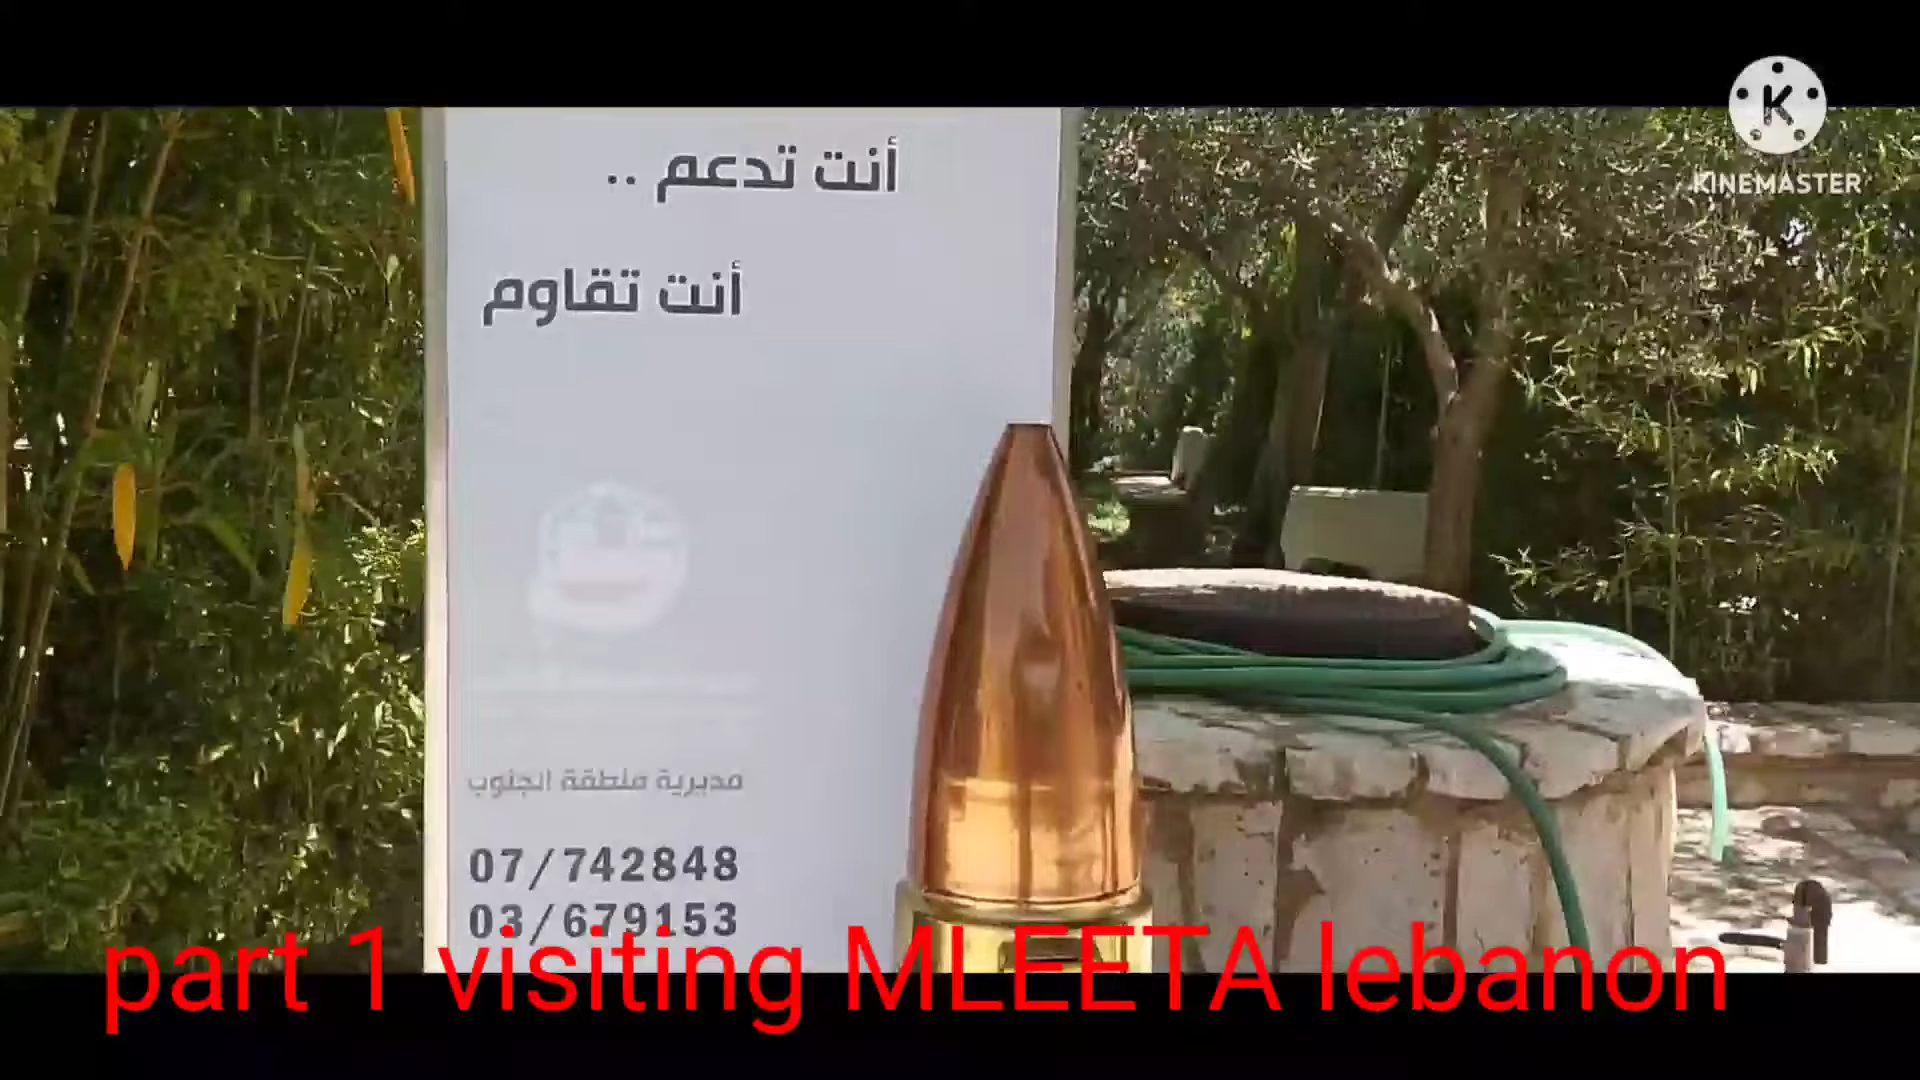 KINEMASTER
أنت تدعم ..
أنت تقاوم
مديرية منطقة الجنوب
07/742848
03/679153
part 1 visiting MLEETA lebanon